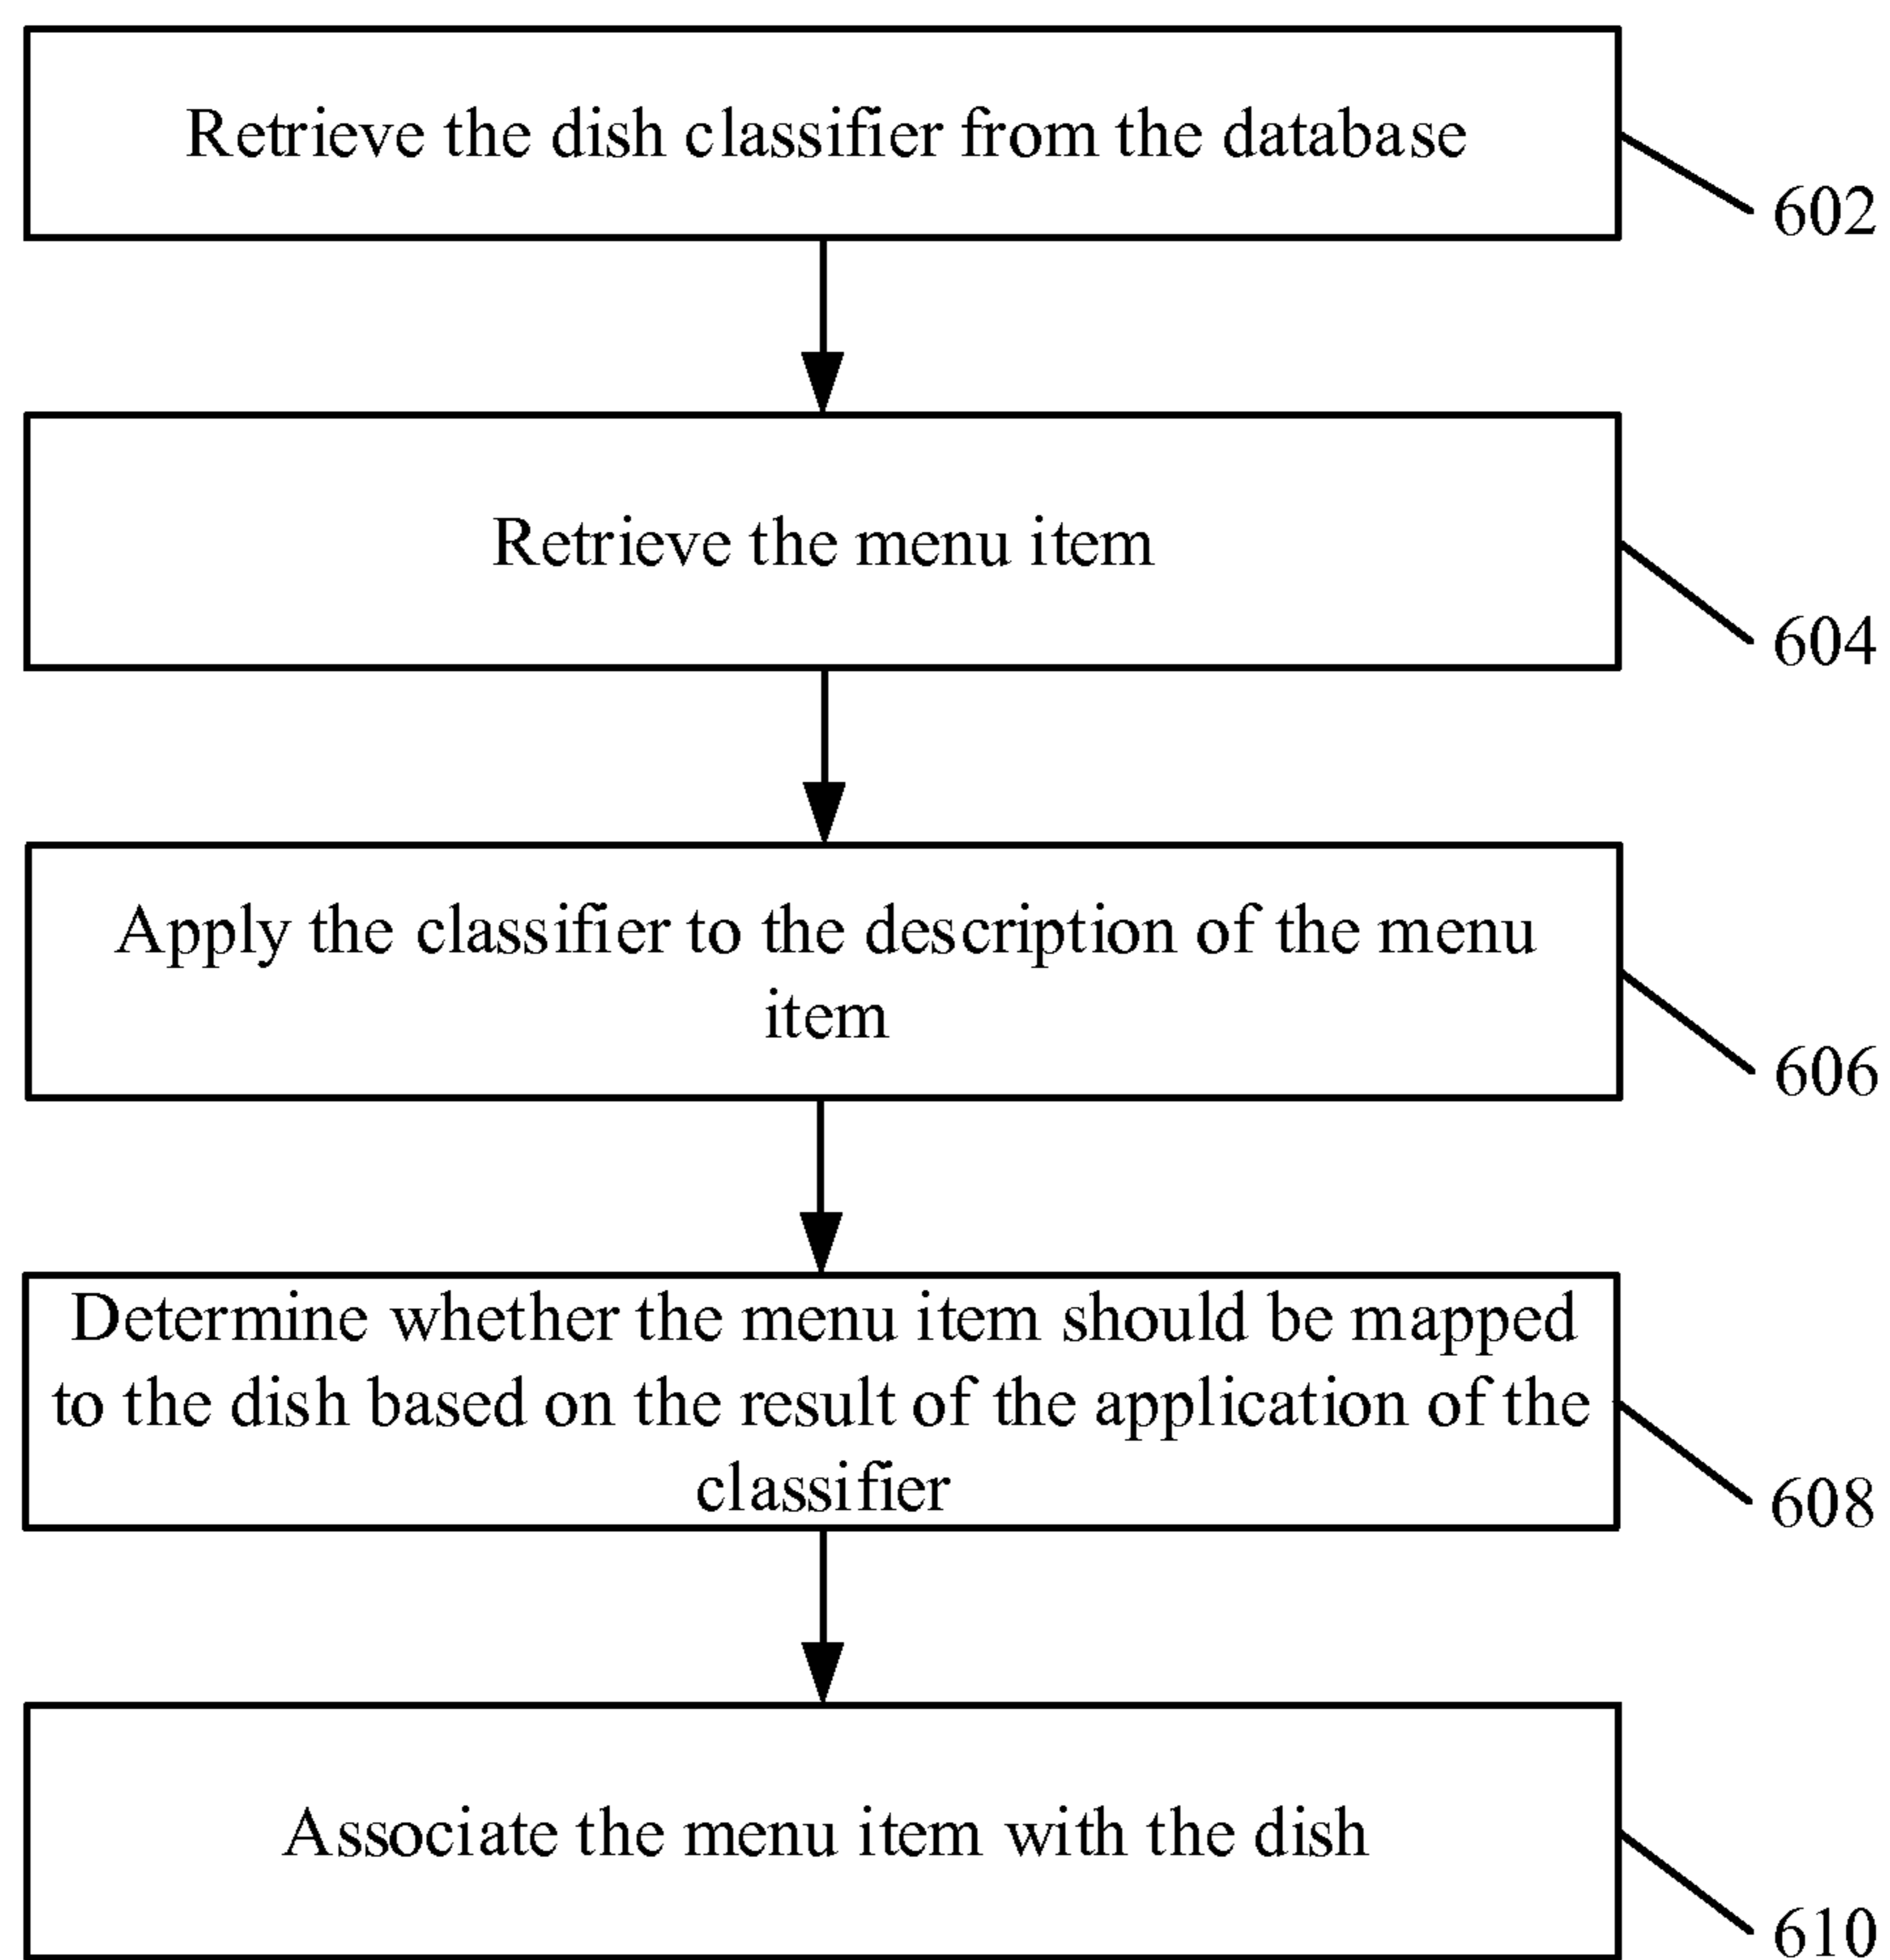 Retrieve the dish classifier from the database
602
Retrieve the menu item
604
Apply the classifier to the description of the menu
item
606
Determine whether the menu item should be mapped
to the dish based on the result of the application of the
classifier
608
Associate the menu item with the dish
610